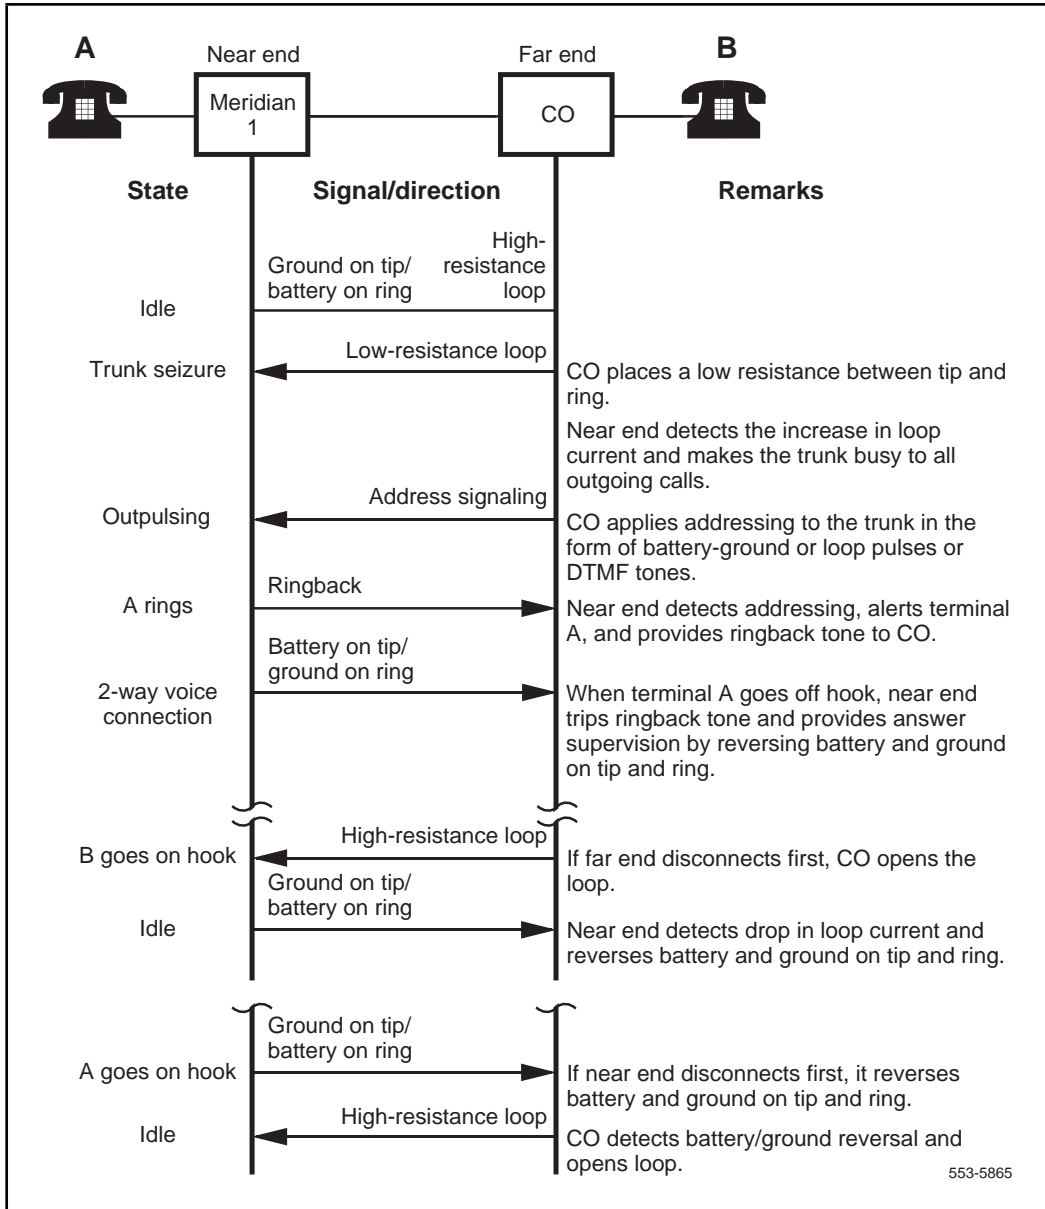 A
Near end
Far end
B
Meridian
1
CO
State
Signal/direction
Remarks
High-
resistance
loop
Ground on tip/
battery on ring
Idle
Low-resistance loop
Trunk seizure
CO places a low resistance between tip and
ring.
Near end detects the increase in loop
current and makes the trunk busy to all
outgoing calls.
Address signaling
Outpulsing
CO applies addressing to the trunk in the
form of battery-ground or loop pulses or
DTMF tones.
Ringback
A rings
Near end detects addressing, alerts terminal
A, and provides ringback tone to CO.
Battery on tip/
ground on ring
2-way voice
connection
When terminal A goes off hook, near end
trips ringback tone and provides answer
supervision by reversing battery and ground
on tip and ring.
High-resistance loop
B goes on hook
If far end disconnects first, CO opens the
loop.
Ground on tip/
battery on ring
Idle
Near end detects drop in loop current and
reverses battery and ground on tip and ring.
Ground on tip/
battery on ring
A goes on hook
If near end disconnects first, it reverses
battery and ground on tip and ring.
High-resistance loop
Idle
CO detects battery/ground reversal and
opens loop.
553-5865